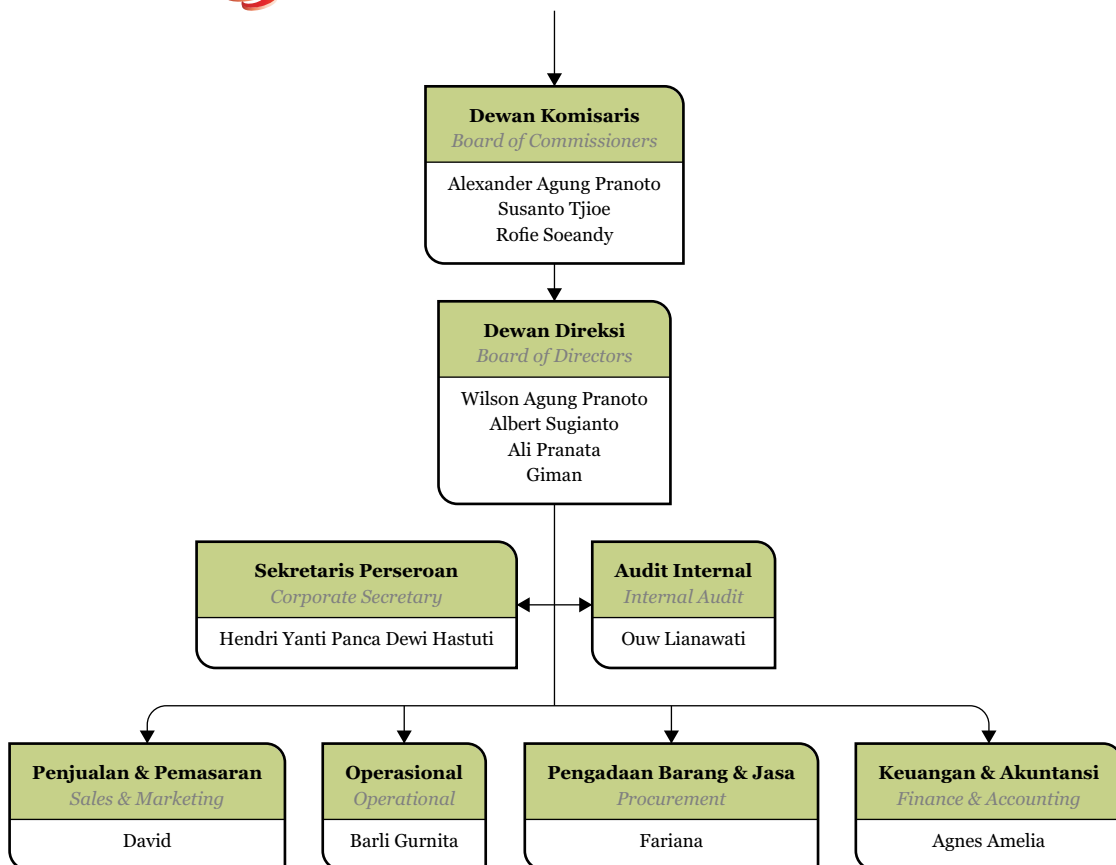 Dewan Komisaris
Board of Commissioners
Alexander Agung Pranoto
Susanto Tjioe
Rofie Soeandy
Dewan Direksi
Board of Directors
Wilson Agung Pranoto
Albert Sugianto
Ali Pranata
Giman
Sekretaris Perseroan
Corporate Secretary
Hendri Yanti Panca Dewi Hastuti
Audit Internal
Internal Audit
Ouw Lianawati
Penjualan & Pemasaran
Sales & Marketing
David
Operasional
Operational
Barli Gurnita
Pengadaan Barang & Jasa
Procurement
Fariana
Keuangan & Akuntansi
Finance & Accounting
Agnes Amelia